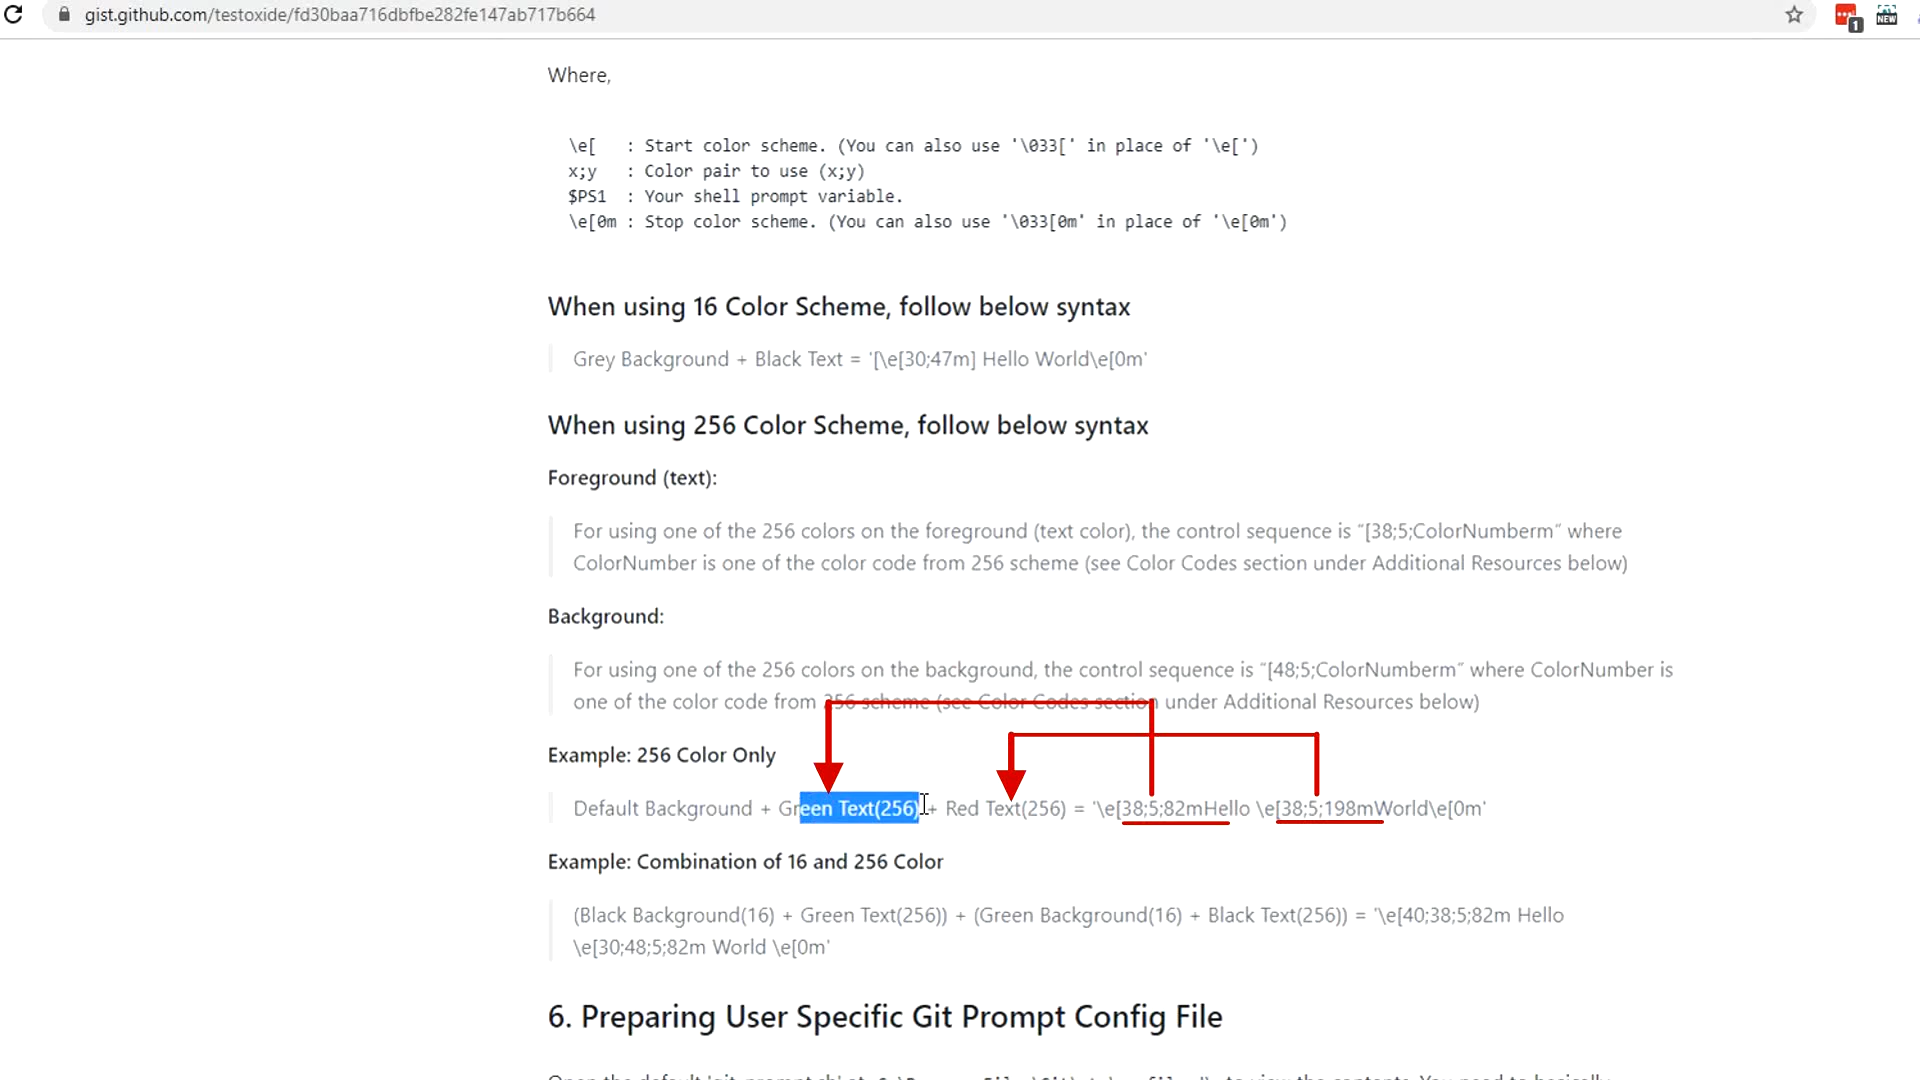 gist.github.com/testoxide/fd30baa716dbfbe282fe147ab717b664
1
NEW
Where,
\e[   : Start color scheme. (You can also use '\033[' in place of '\e[')
x;y   : Color pair to use (x;y)
$PS1  : Your shell prompt variable.
\e[0m : Stop color scheme. (You can also use '\033[0m' in place of '\e[0m')
When using 16 Color Scheme, follow below syntax
Grey Background + Black Text = '[\e[30;47m] Hello World\e[0m'
When using 256 Color Scheme, follow below syntax
Foreground (text):
For using one of the 256 colors on the foreground (text color), the control sequence is “[38;5;ColorNumberm” where
ColorNumber is one of the color code from 256 scheme (see Color Codes section under Additional Resources below)
Background:
For using one of the 256 colors on the background, the control sequence is “[48;5;ColorNumberm” where ColorNumber is
one of the color code from 256 scheme (see Color Codes section under Additional Resources below)
Example: 256 Color Only
Default Background + Green Text(256) + Red Text(256) = '\e[38;5;82mHello \e[38;5;198mWorld\e[0m'
Example: Combination of 16 and 256 Color
(Black Background(16) + Green Text(256)) + (Green Background(16) + Black Text(256)) = '\e[40;38;5;82m Hello
\e[30;48;5;82m World \e[0m'
6. Preparing User Specific Git Prompt Config File